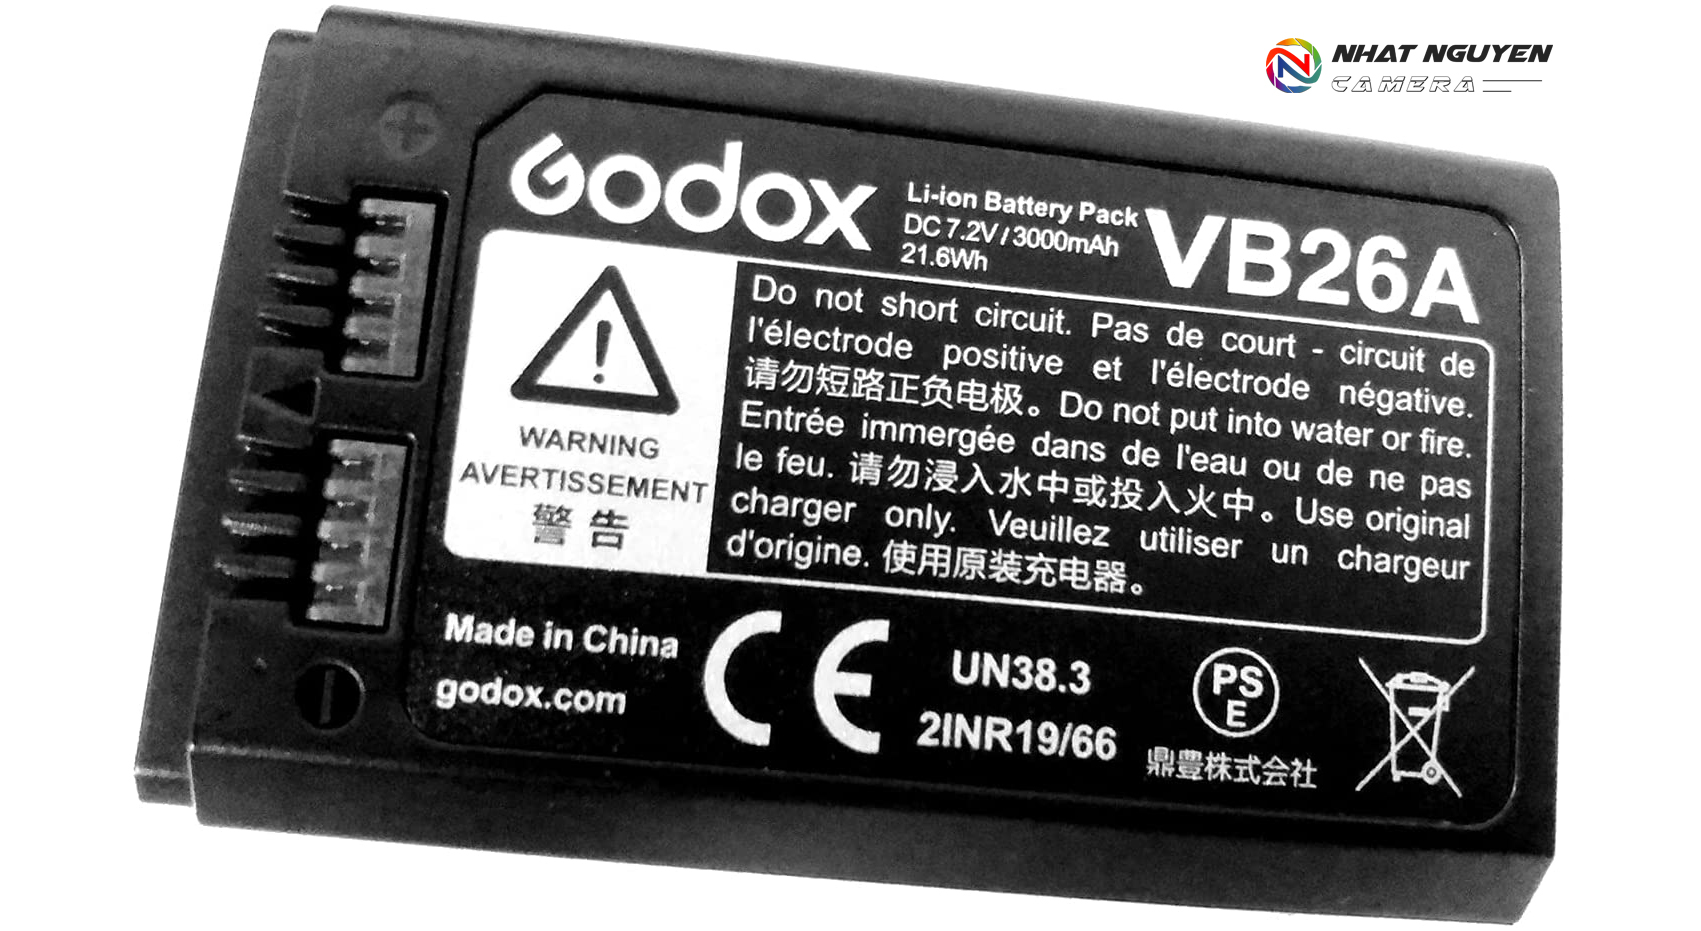 NHAT NGUYEN
CAMERA
Godox
Li-ion Battery Pack
DC 7.2V / 3000mAh
21.6Wh
VB26A
WARNING
AVERTISSEMENT
警告
Do not short circuit. Pas de court - circuit de
l'électrode positive et l'électrode négative.
请勿短路正负电极。Do not put into water or fire.
Entrée immergée dans de l'eau ou de ne pas
le feu. 请勿浸入水中或投入火中。Use original
charger only. Veuillez utiliser un chargeur
d'origine. 使用原装充电器。
Made in China
godox.com
CE
UN38.3
2INR19/66
PS
E
鼎豊株式会社